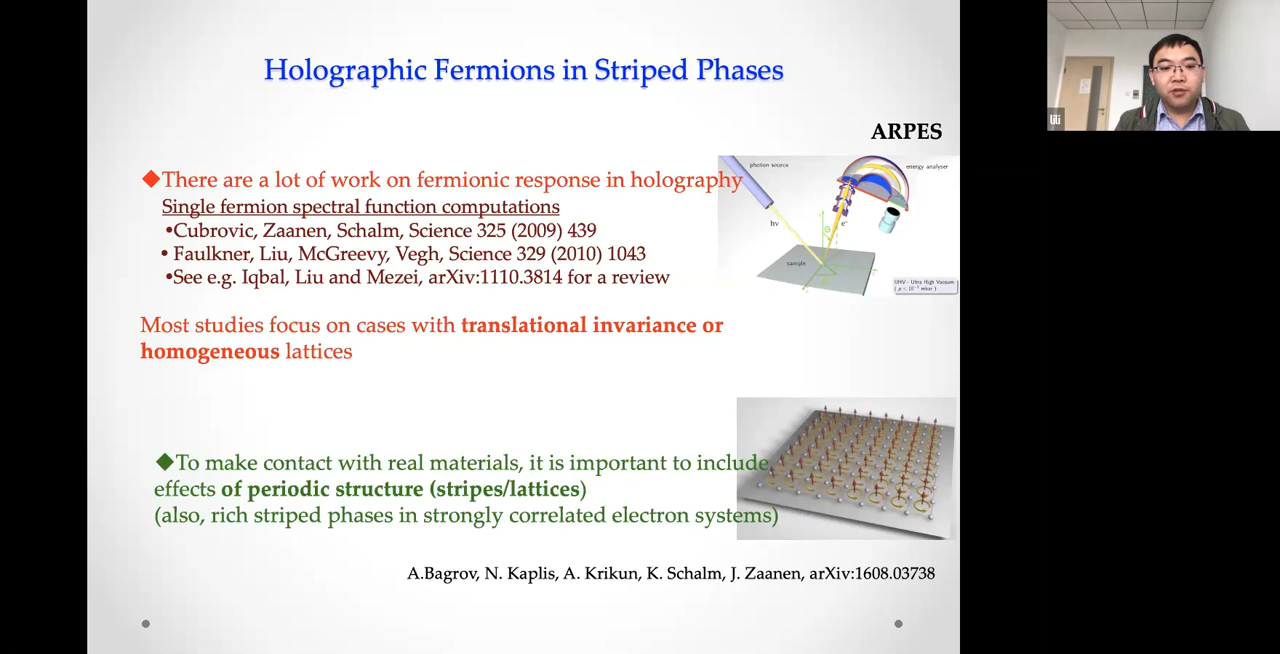 Holographic Fermions in Striped Phases
ARPES
◆There are a lot of work on fermionic response in holography
Single fermion spectral function computations
•Cubrovic, Zaanen, Schalm, Science 325 (2009) 439
• Faulkner, Liu, McGreevy, Vegh, Science 329 (2010) 1043
•See e.g. Iqbal, Liu and Mezei, arXiv:1110.3814 for a review
photon source
energy analyser
hν
e⁻
sample
UHV - Ultra High Vacuum
Most studies focus on cases with translational invariance or
homogeneous lattices
◆To make contact with real materials, it is important to include
effects of periodic structure (stripes/lattices)
(also, rich striped phases in strongly correlated electron systems)
A.Bagrov, N. Kaplis, A. Krikun, K. Schalm, J. Zaanen, arXiv:1608.03738